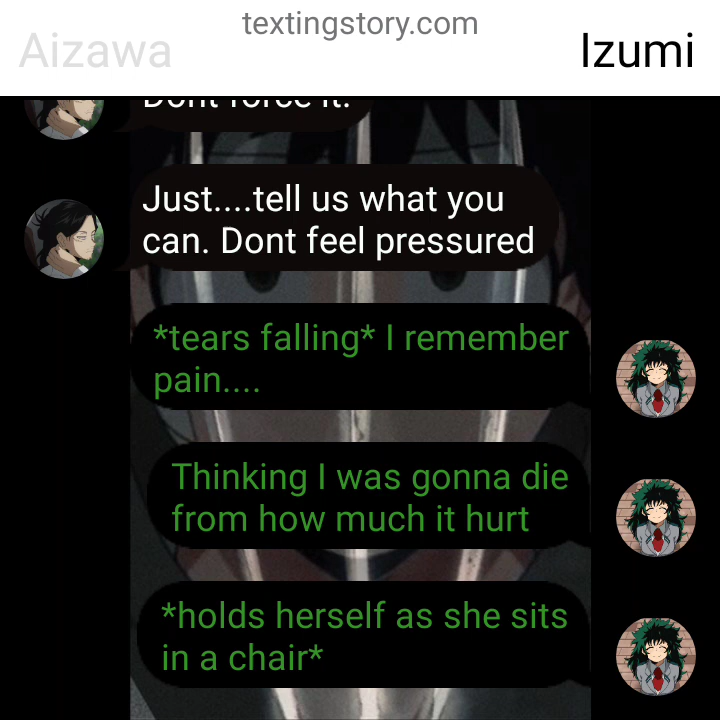 textingstory.com
Aizawa
Izumi
Dont force it.
Just....tell us what you
can. Dont feel pressured
*tears falling* I remember
pain....
Thinking I was gonna die
from how much it hurt
*holds herself as she sits
in a chair*